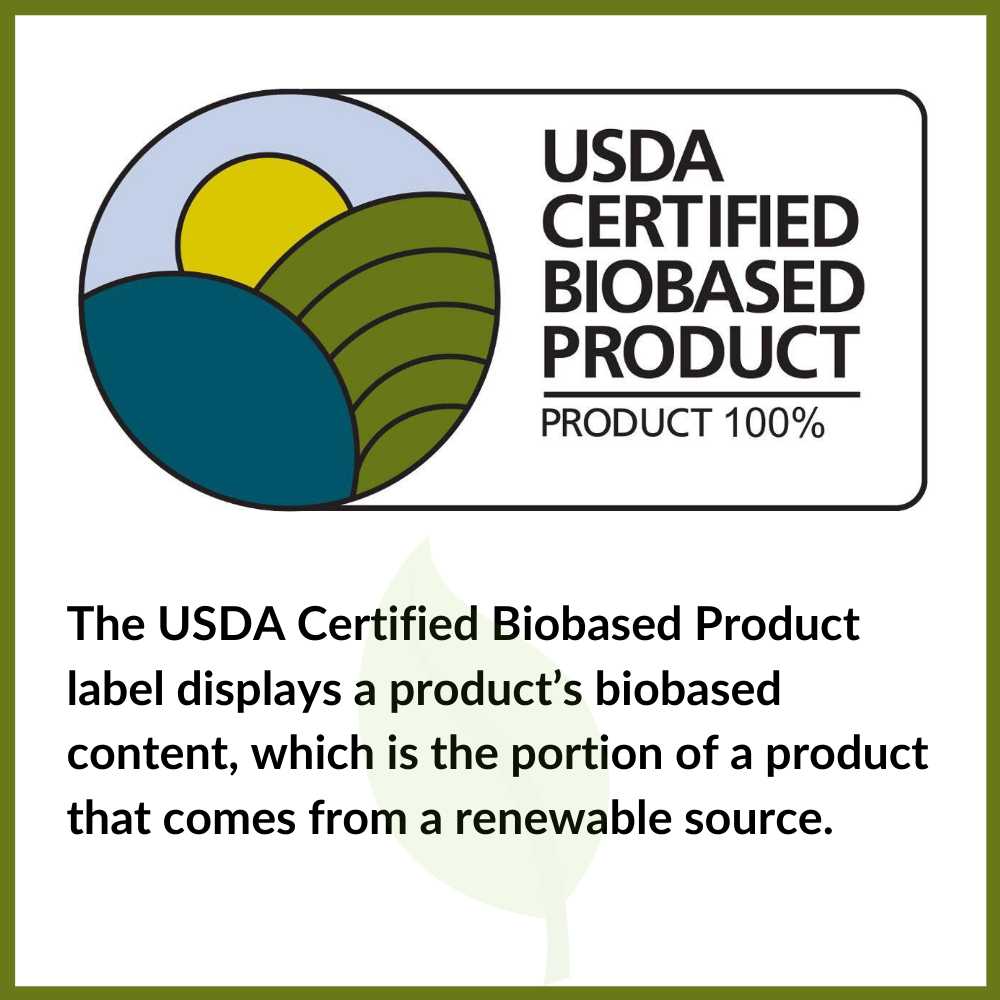 USDA
CERTIFIED
BIOBASED
PRODUCT
PRODUCT 100%
The USDA Certified Biobased Product
label displays a product’s biobased
content, which is the portion of a product
that comes from a renewable source.